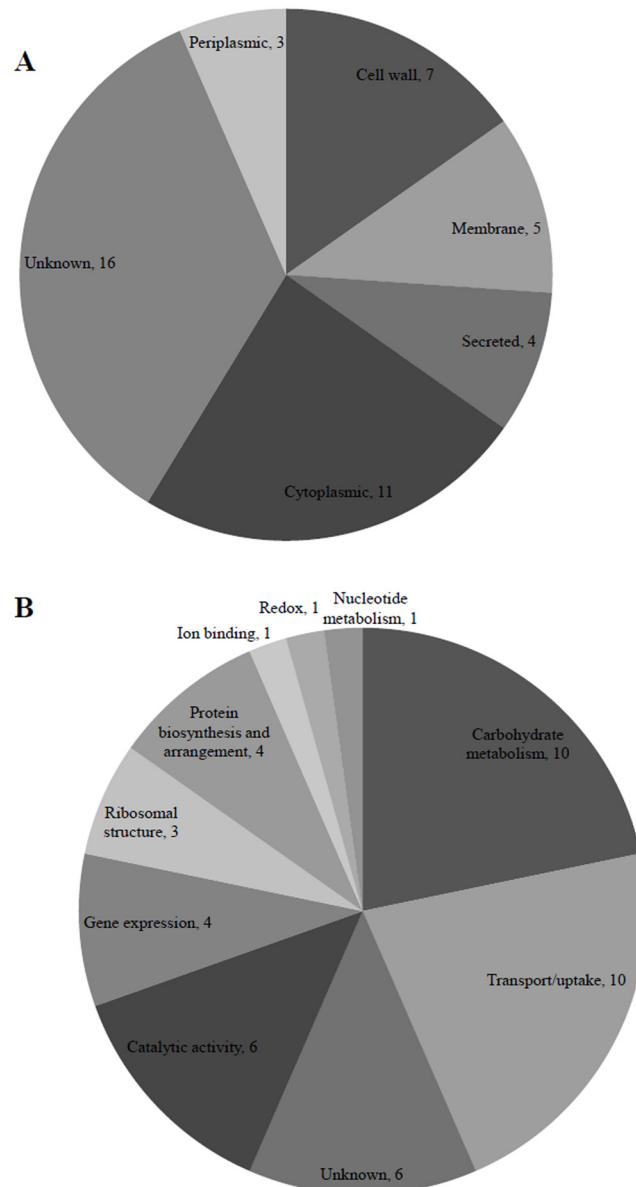 A
Periplasmic, 3
Cell wall, 7
Membrane, 5
Secreted, 4
Cytoplasmic, 11
Unknown, 16
B
Nucleotide
metabolism, 1
Redox, 1
Ion binding, 1
Protein
biosynthesis and
arrangement, 4
Ribosomal
structure, 3
Gene expression, 4
Catalytic activity, 6
Unknown, 6
Transport/uptake, 10
Carbohydrate
metabolism, 10